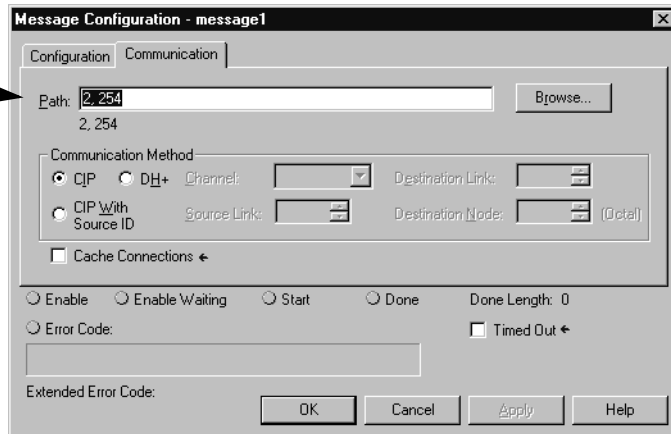 Message Configuration - message1
Configuration Communication
Path: 2, 254 Browse...
2, 254
Communication Method
CIP DH+ Channel: Destination Link:
CIP With Source ID Source Link: Destination Node: (Octal)
Cache Connections ←
Enable Enable Waiting Start Done Done Length: 0
Error Code: Timed Out ←
Extended Error Code:
OK Cancel Apply Help